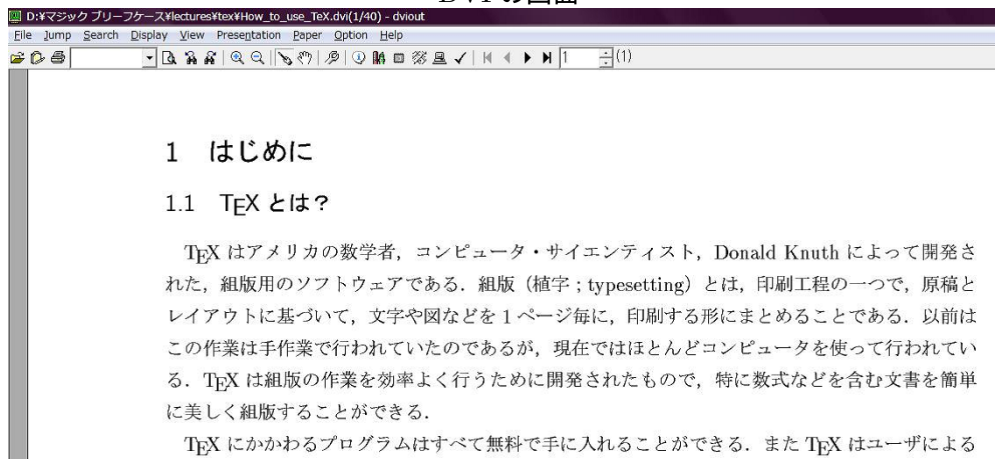 D:¥マジック ブリーフケース¥lectures¥tex¥How_to_use_TeX.dvi(1/40) - dviout
File Jump Search Display View Presentation Paper Option Help
1 (1)
1 はじめに
1.1 TEX とは？
TEX はアメリカの数学者，コンピュータ・サイエンティスト，Donald Knuth によって開発さ
れた，組版用のソフトウェアである．組版（植字 ; typesetting）とは，印刷工程の一つで，原稿と
レイアウトに基づいて，文字や図などを 1 ページ毎に，印刷する形にまとめることである．以前は
この作業は手作業で行われていたのであるが，現在ではほとんどコンピュータを使って行われてい
る．TEX は組版の作業を効率よく行うために開発されたもので，特に数式などを含む文書を簡単
に美しく組版することができる．
TEX にかかわるプログラムはすべて無料で手に入れることができる．また TEX はユーザによる